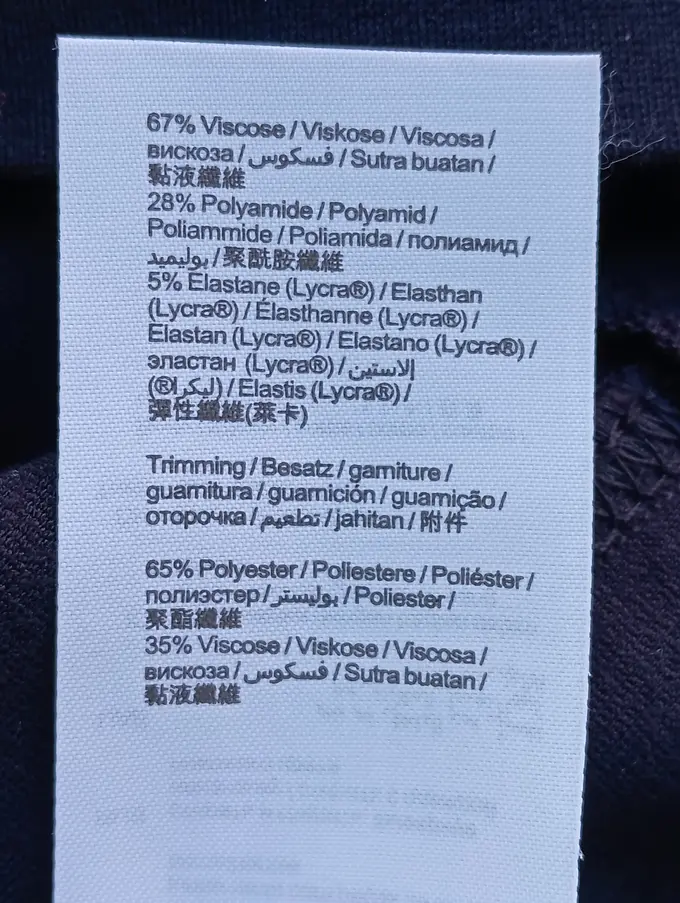 67% Viscose / Viskose / Viscosa /
вискоза / فسكوس / Sutra buatan /
黏液纖維
28% Polyamide / Polyamid /
Poliammide / Poliamida / полиамид /
بوليميد / 聚酰胺纖維
5% Elastane (Lycra®) / Elasthan
(Lycra®) / Élasthanne (Lycra®) /
Elastan (Lycra®) / Elastano (Lycra®) /
эластан (Lycra®) / إلاستين
(ليكرا®) / Elastis (Lycra®) /
彈性纖維(萊卡)
Trimming / Besatz / garniture /
guarnitura / guarnición / guarnição /
оторочка / تطعيم / jahitan / 附件
65% Polyester / Poliestere / Poliéster /
полиэстер / بوليستر / Poliester /
聚酯纖維
35% Viscose / Viskose / Viscosa /
вискоза / فسكوس / Sutra buatan /
黏液纖維